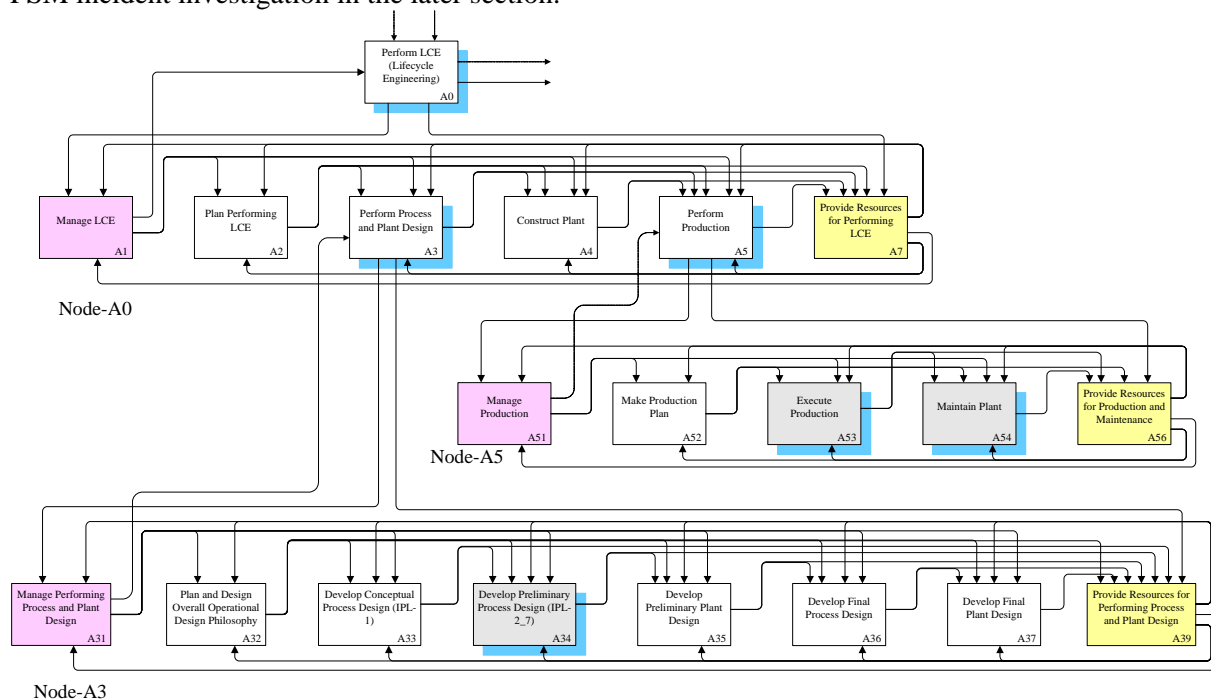 PSM incident investigation in the later section.
Perform LCE
(Lifecycle
Engineering)
A0
Manage LCE
A1
Plan Performing
LCE
A2
Perform Process
and Plant Design
A3
Construct Plant
A4
Perform
Production
A5
Provide Resources
for Performing
LCE
A7
Node-A0
Manage
Production
A51
Make Production
Plan
A52
Execute
Production
A53
Maintain Plant
A54
Provide Resources
for Production and
Maintenance
A56
Node-A5
Manage Performing
Process and Plant
Design
A31
Plan and Design
Overall Operational
Design Philosophy
A32
Develop Conceptual
Process Design (IPL-
1)
A33
Develop Preliminary
Process Design (IPL-
2_7)
A34
Develop
Preliminary Plant
Design
A35
Develop Final
Process Design
A36
Develop Final
Plant Design
A37
Provide Resources for
Performing Process
and Plant Design
A39
Node-A3